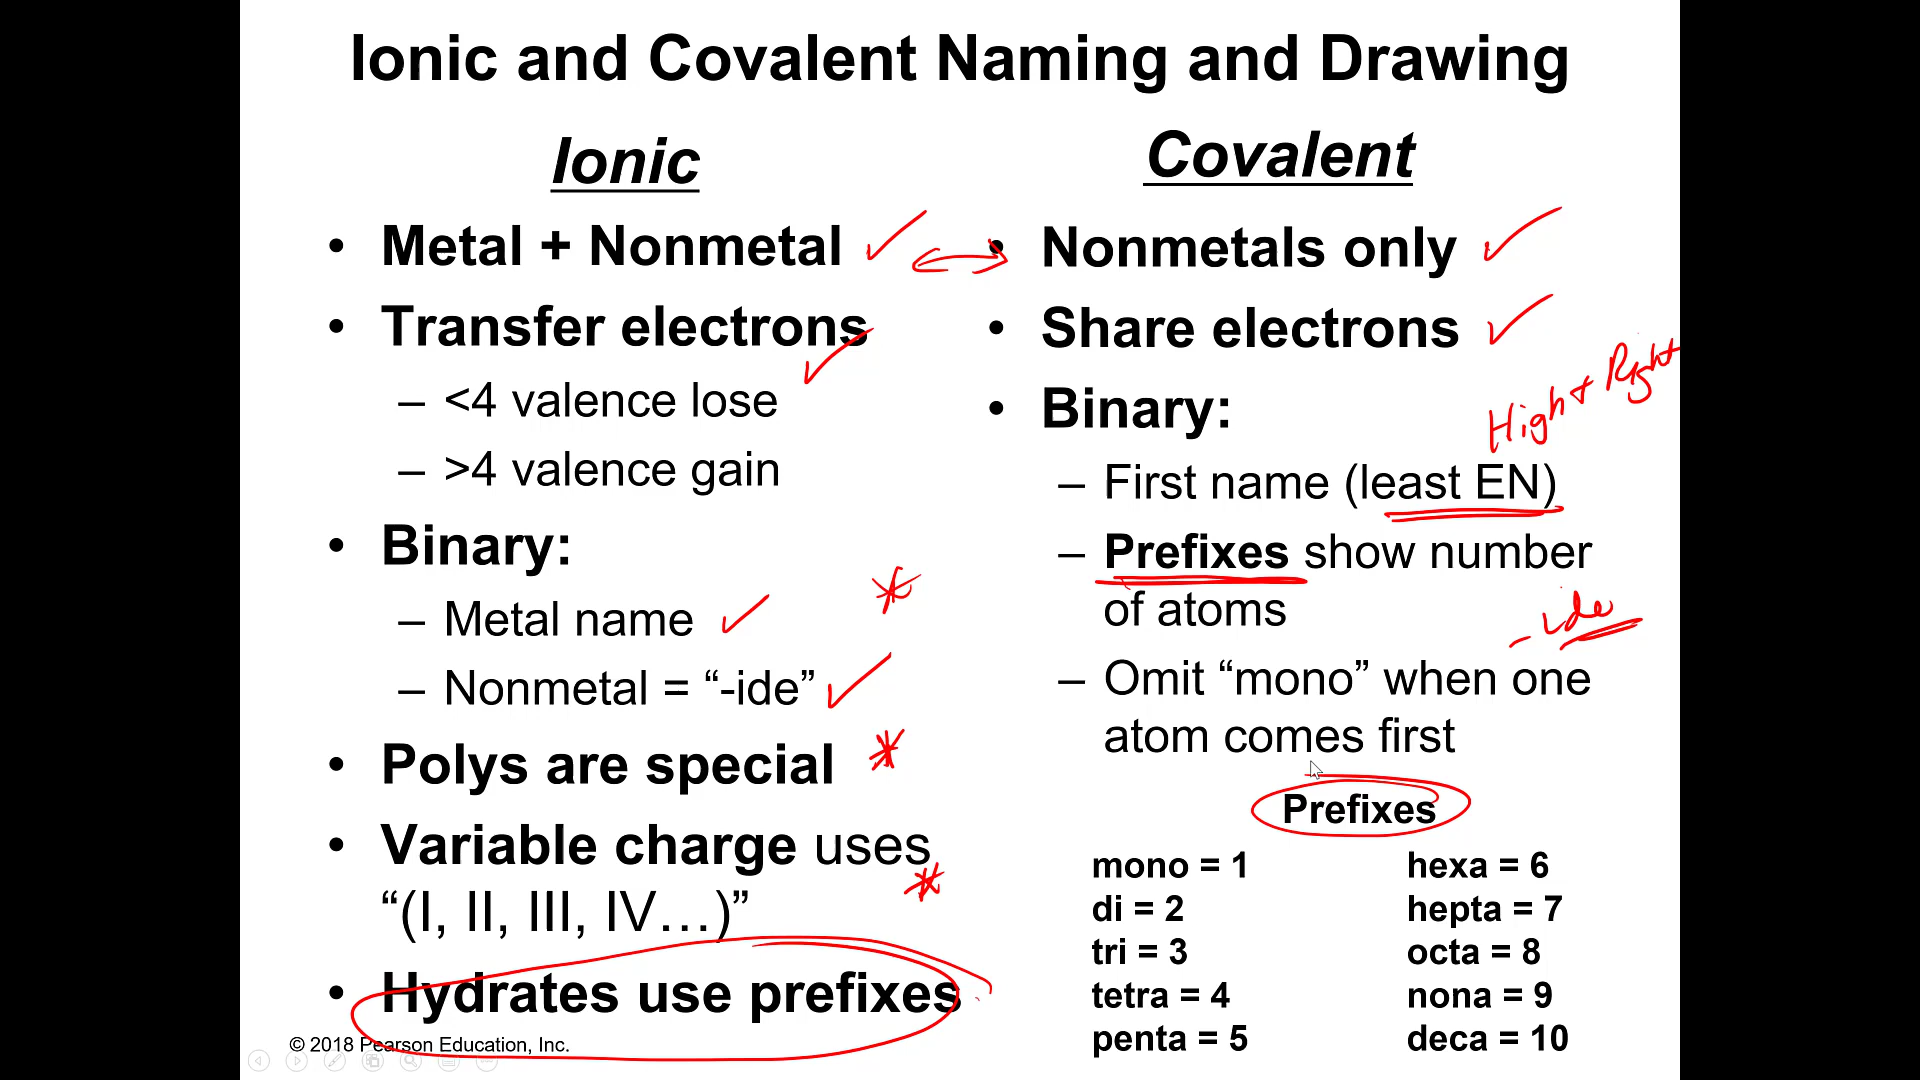 Ionic and Covalent Naming and Drawing
Ionic
• Metal + Nonmetal
• Transfer electrons
– <4 valence lose
– >4 valence gain
• Binary:
– Metal name
– Nonmetal = “-ide”
• Polys are special
• Variable charge uses
“(I, II, III, IV…)”
• Hydrates use prefixes
© 2018 Pearson Education, Inc.
Covalent
• Nonmetals only
• Share electrons
High + Right
• Binary:
– First name (least EN)
– Prefixes show number
of atoms
-ide
– Omit “mono” when one
atom comes first
Prefixes
mono = 1
di = 2
tri = 3
tetra = 4
penta = 5
hexa = 6
hepta = 7
octa = 8
nona = 9
deca = 10